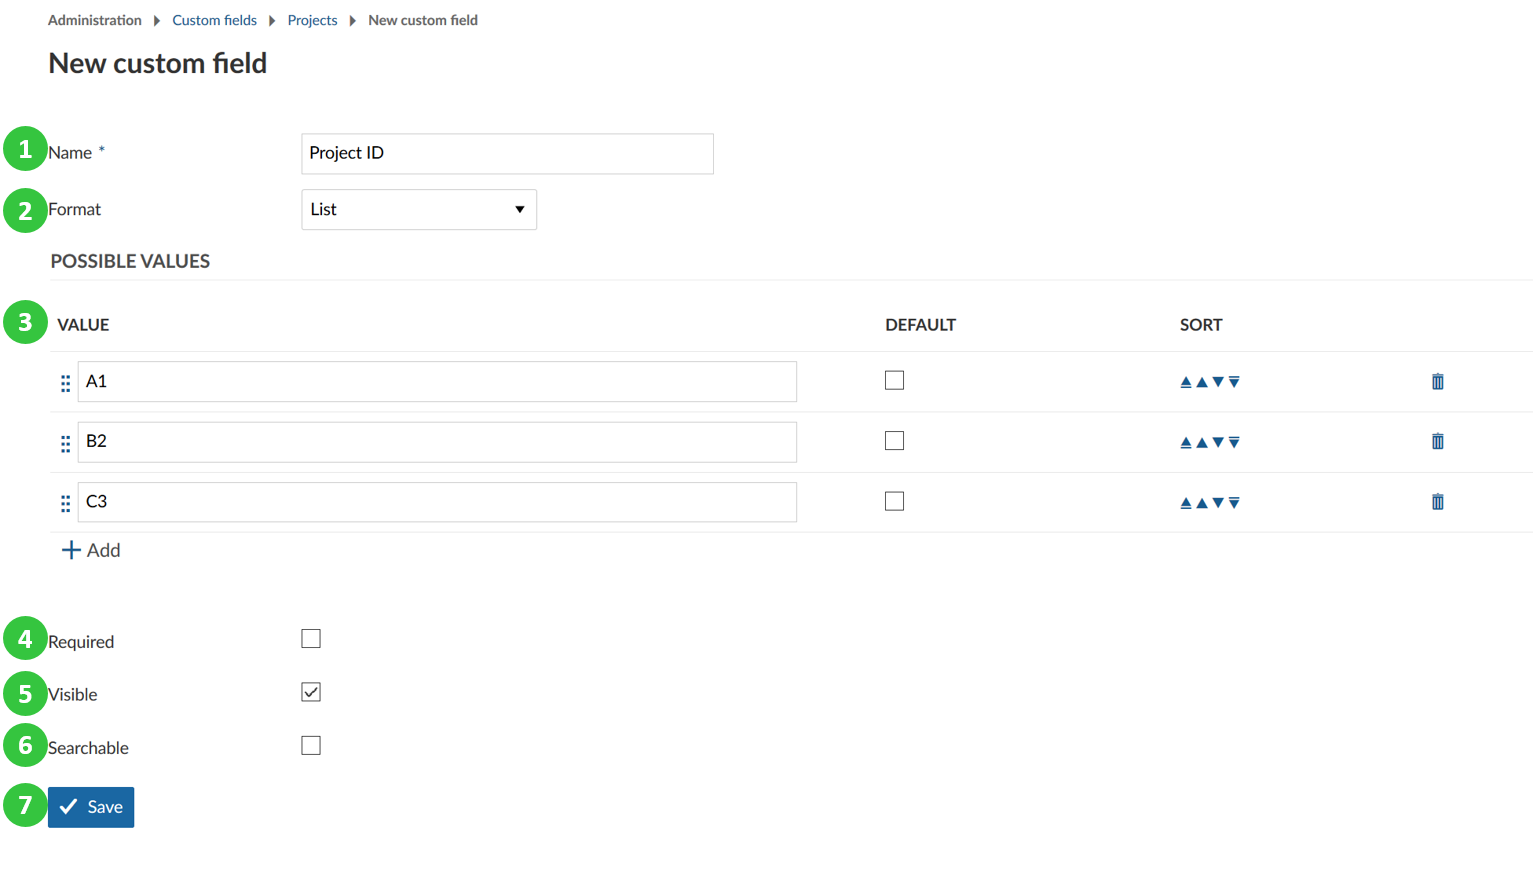 Administration Custom fields Projects New custom field
New custom field
1 Name * Project ID
2 Format List
POSSIBLE VALUES
3 VALUE DEFAULT SORT
A1
B2
C3
Add
4 Required
5 Visible
6 Searchable
7 Save